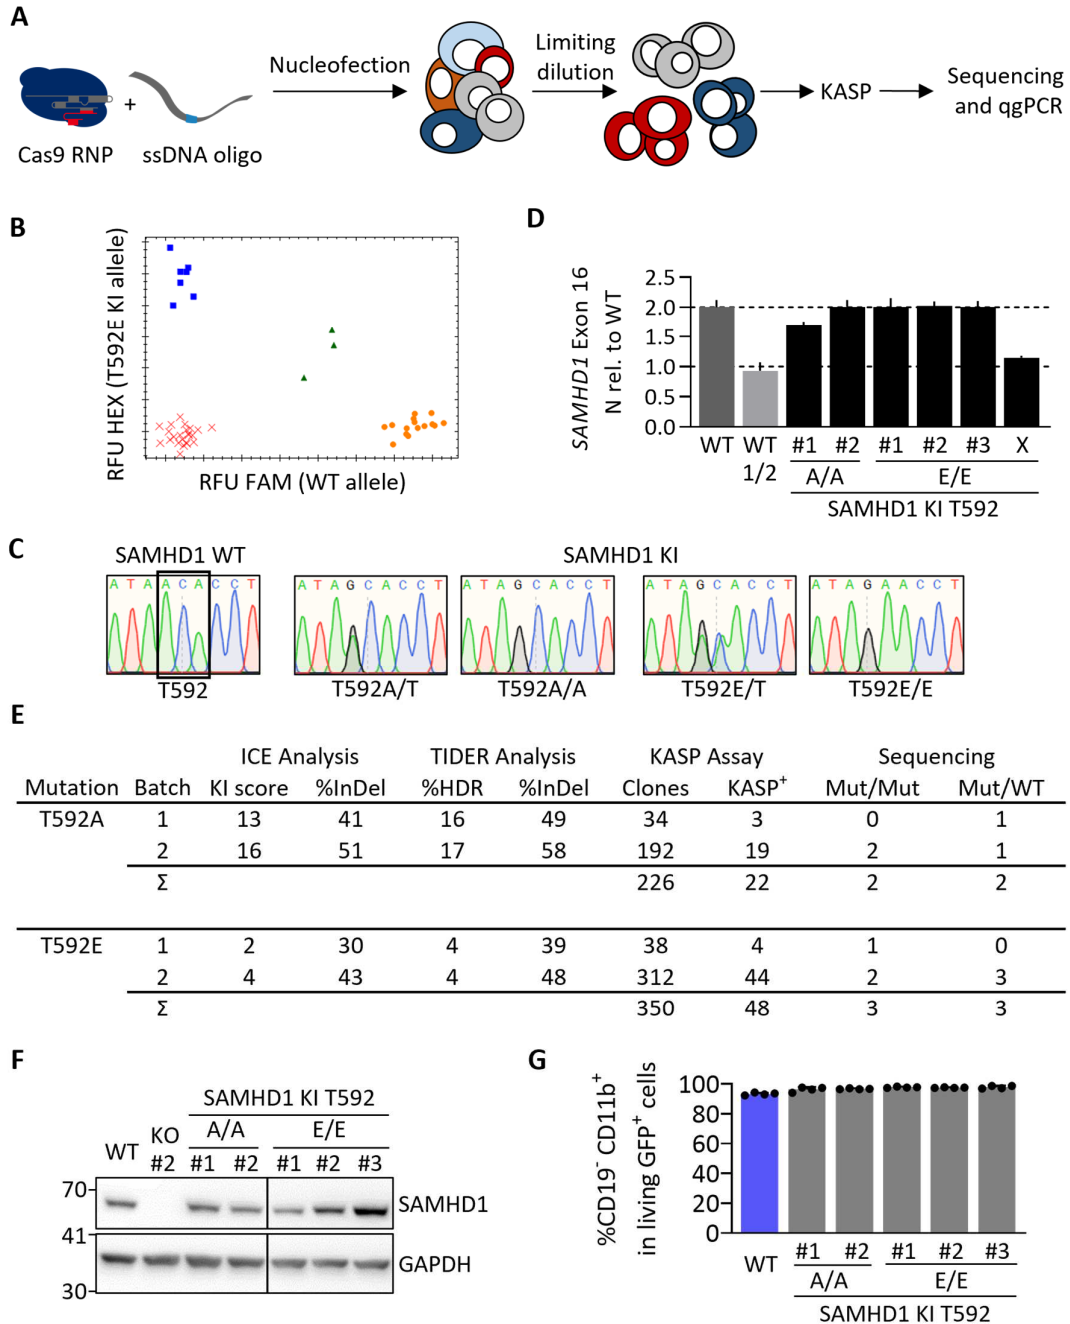 A
Cas9 RNP
+
ssDNA oligo
Nucleofection
Limiting
dilution
KASP
Sequencing
and qgPCR
B
RFU HEX (T592E KI allele)
RFU FAM (WT allele)
D
SAMHD1 Exon 16
N rel. to WT
2.5
2.0
1.5
1.0
0.5
0.0
WT
WT
1/2
#1 #2
A/A
#1 #2 #3 X
E/E
SAMHD1 KI T592
C
SAMHD1 WT
SAMHD1 KI
A T A A C A C C T
A T A G C A C C T
A T A G C A C C T
A T A G C A C C T
A T A G A A C C T
T592
T592A/T
T592A/A
T592E/T
T592E/E
E
ICE Analysis TIDER Analysis KASP Assay Sequencing
Mutation Batch KI score %InDel %HDR %InDel Clones KASP+ Mut/Mut Mut/WT
T592A 1 13 41 16 49 34 3 0 1
2 16 51 17 58 192 19 2 1
Σ 226 22 2 2
T592E 1 2 30 4 39 38 4 1 0
2 4 43 4 48 312 44 2 3
Σ 350 48 3 3
F
SAMHD1 KI T592
WT
KO
#2
A/A
#1 #2
E/E
#1 #2 #3
70
41
30
SAMHD1
GAPDH
G
%CD19- CD11b+
in living GFP+ cells
100
80
60
40
20
0
WT
#1 #2
A/A
#1 #2 #3
E/E
SAMHD1 KI T592